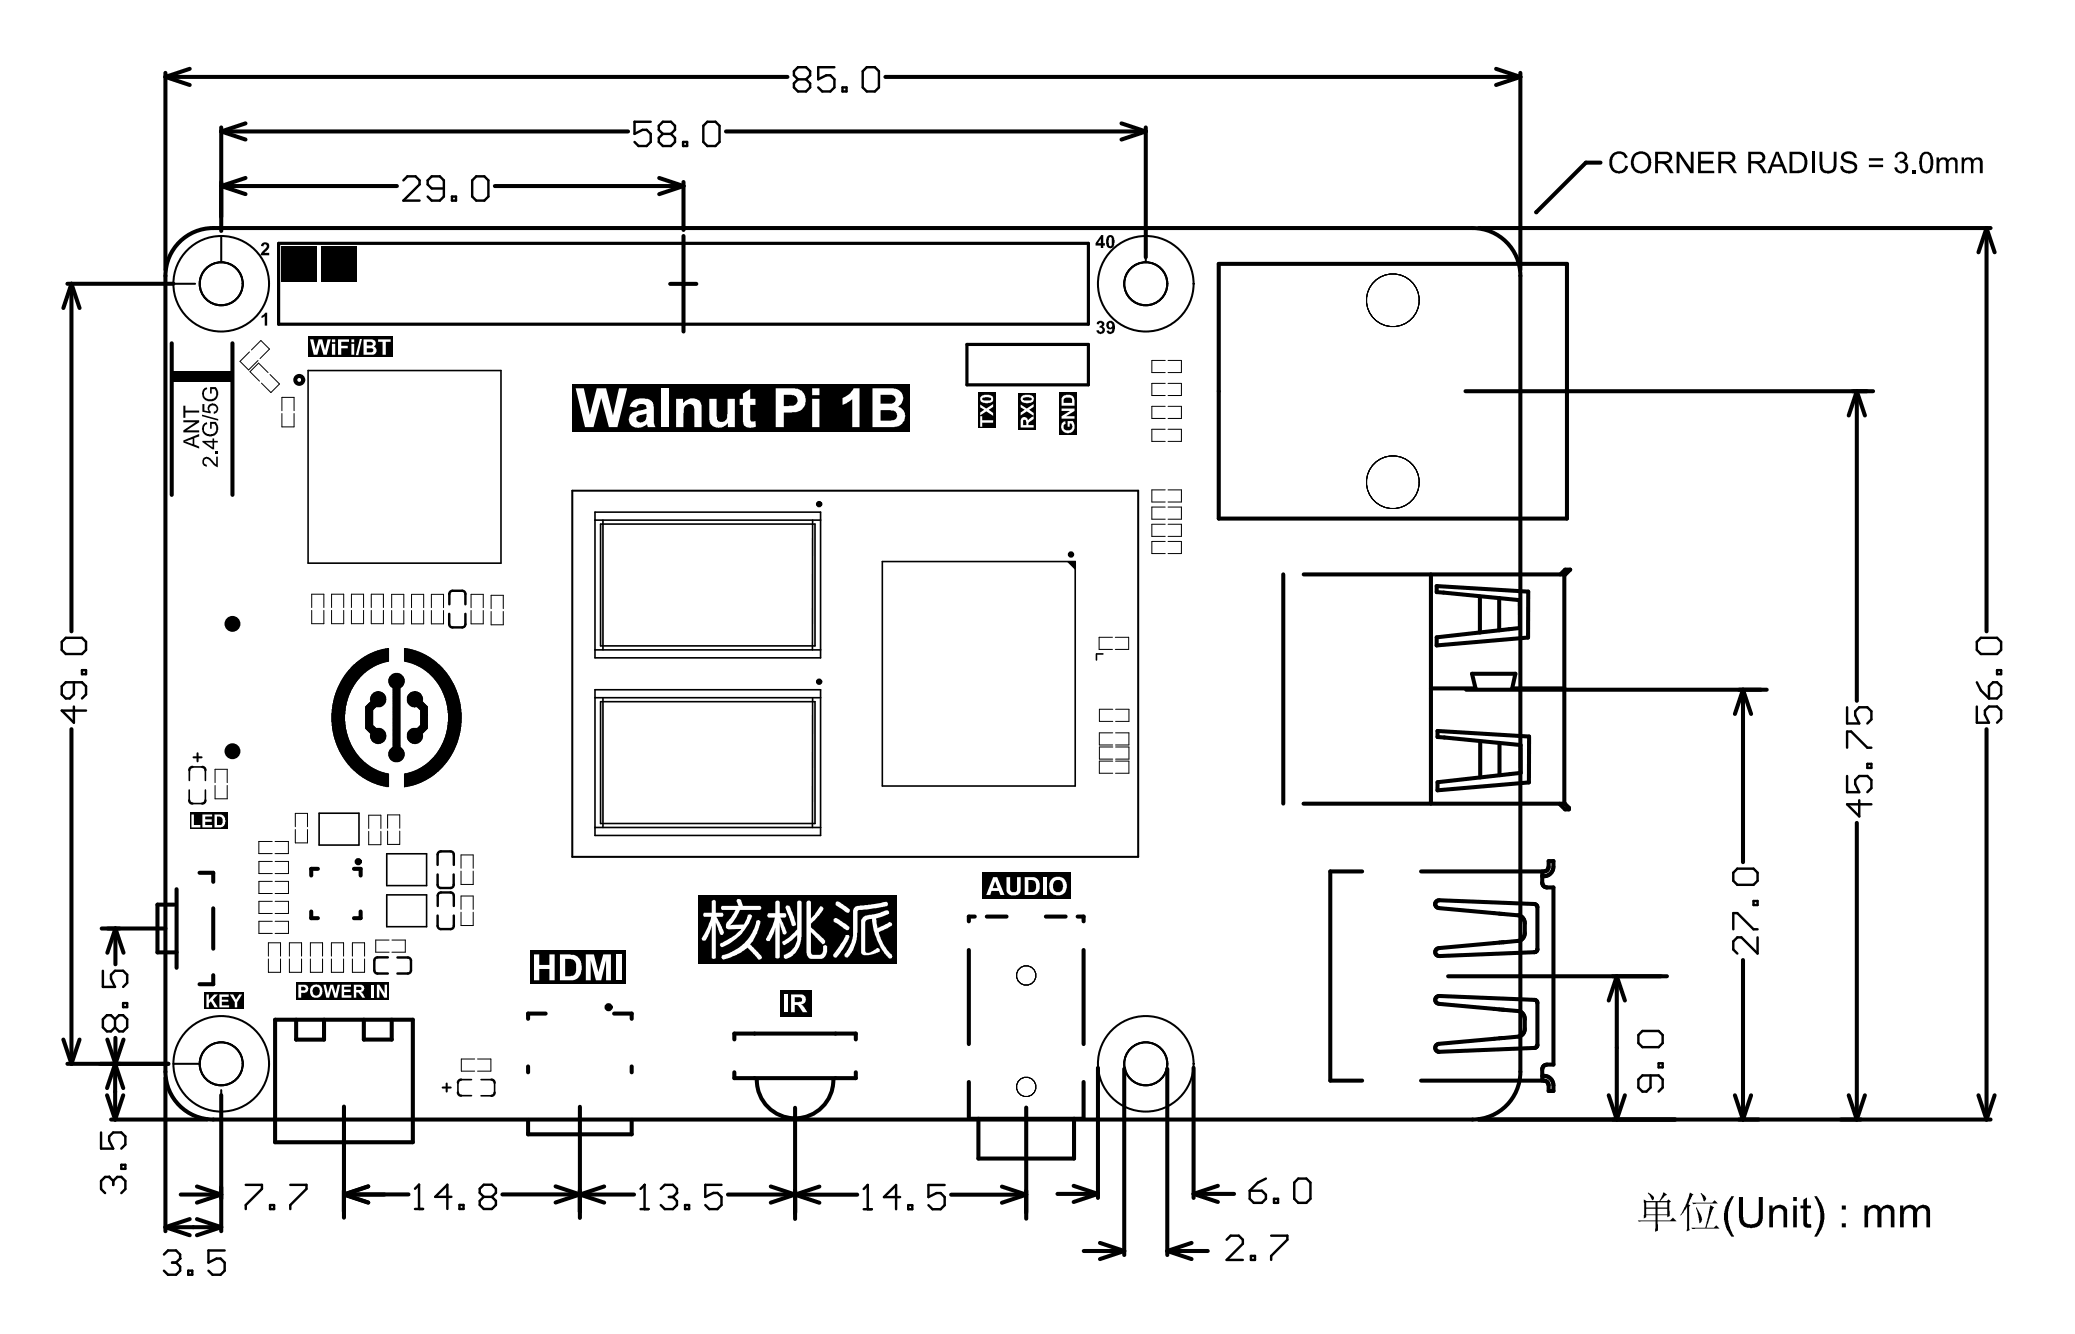 85.0
58.0
CORNER RADIUS = 3.0mm
29.0
2
40
1
39
WiFi/BT
Walnut Pi 1B
TX0
RX0
GND
ANT
2.4G/5G
49.0
56.0
45.75
+
LED
27.0
AUDIO
核桃派
HDMI
8.5
POWER IN
KEY
IR
9.0
+
3.5
7.7
14.8
13.5
14.5
6.0
单位(Unit) : mm
3.5
2.7